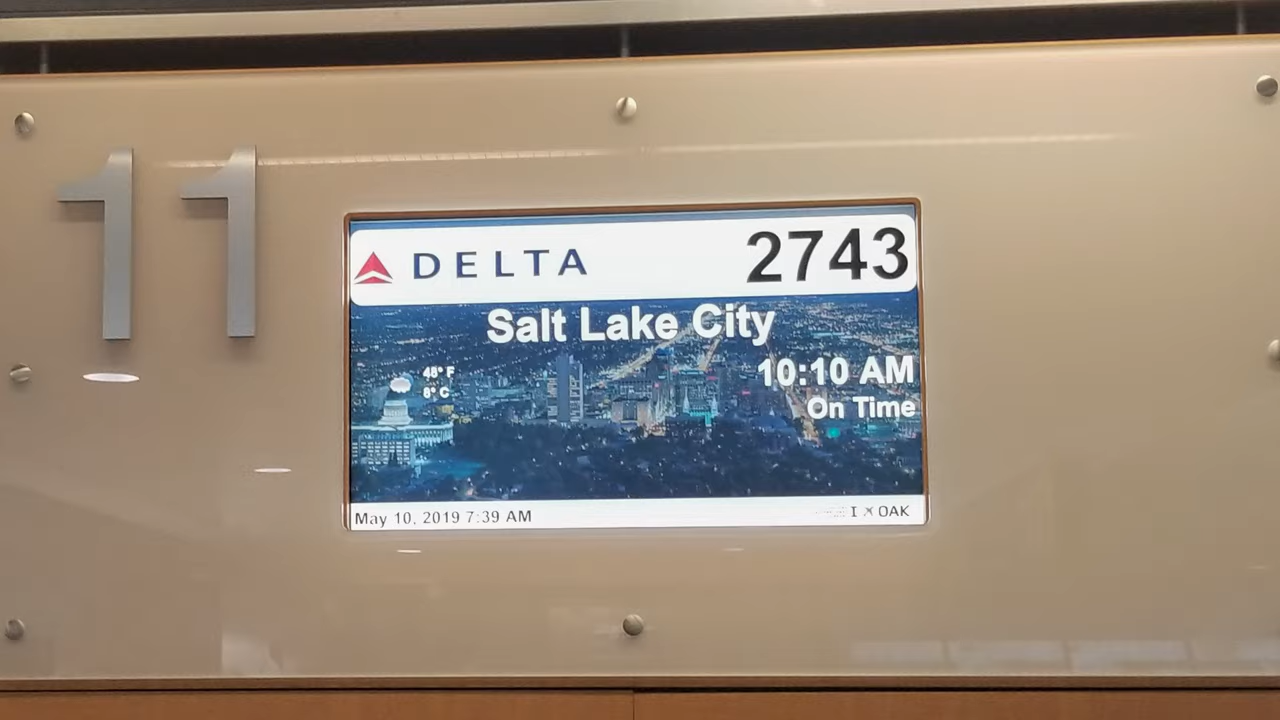 11
DELTA 2743
Salt Lake City
8° C
10:10 AM
On Time
May 10, 2019 7:39 AM
OAK